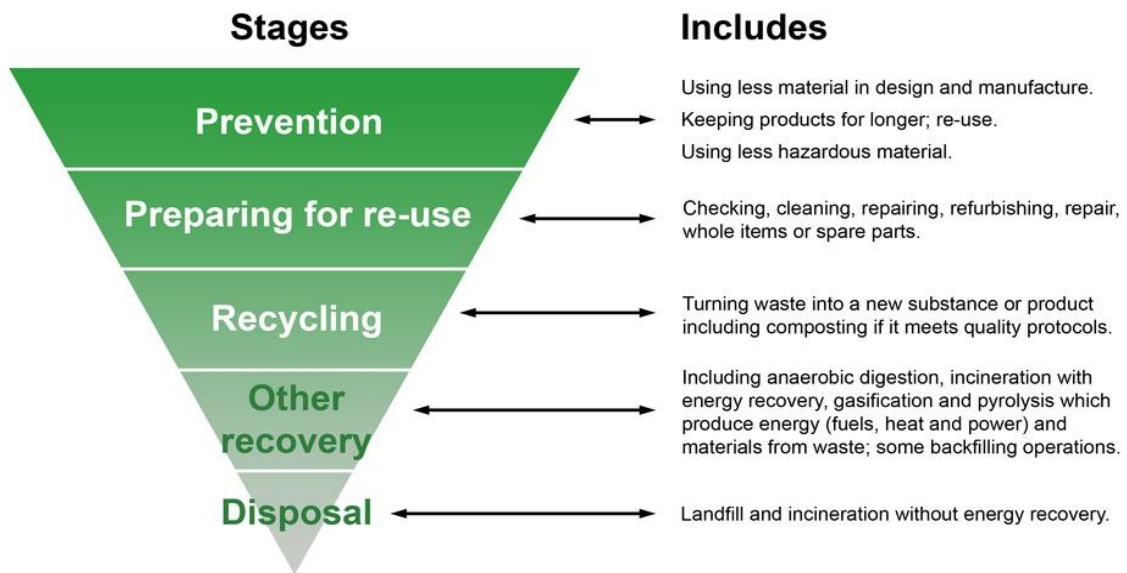 Stages
Includes
Prevention
Using less material in design and manufacture.
Keeping products for longer; re-use.
Using less hazardous material.
Preparing for re-use
Checking, cleaning, repairing, refurbishing, repair,
whole items or spare parts.
Recycling
Turning waste into a new substance or product
including composting if it meets quality protocols.
Other
recovery
Including anaerobic digestion, incineration with
energy recovery, gasification and pyrolysis which
produce energy (fuels, heat and power) and
materials from waste; some backfilling operations.
Disposal
Landfill and incineration without energy recovery.